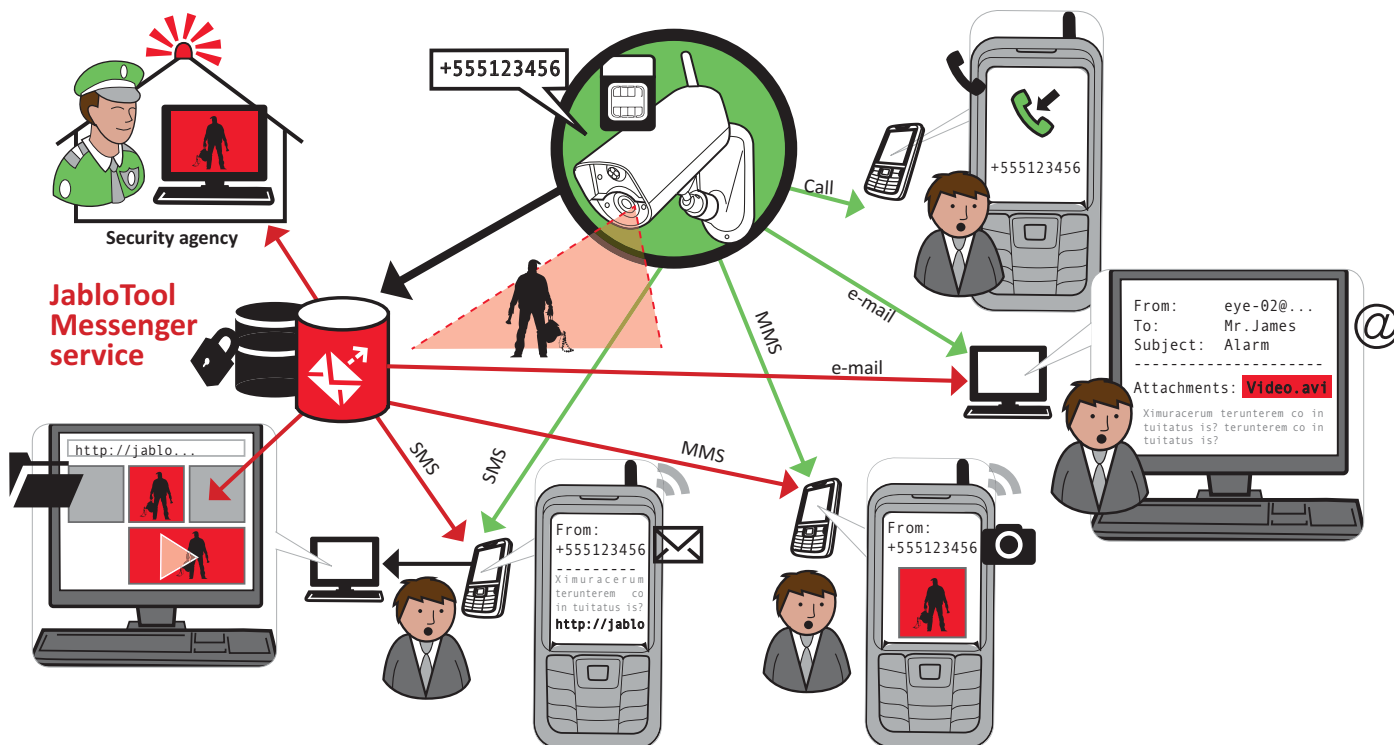 +555123456
Security agency
JabloTool
Messenger
service
Call
+555123456
e-mail
MMS
SMS
e-mail
MMS
SMS
From: eye-02@...
To: Mr.James
Subject: Alarm
---------------------
Attachments: Video.avi
Ximuracerum terunterem co in
tuitatus is? terunterem co in
tuitatus is?
@
http://jablo...
From:
+555123456
---------
Ximuracerum
terunterem co
in tuitatus is?
http://jablo
From:
+555123456